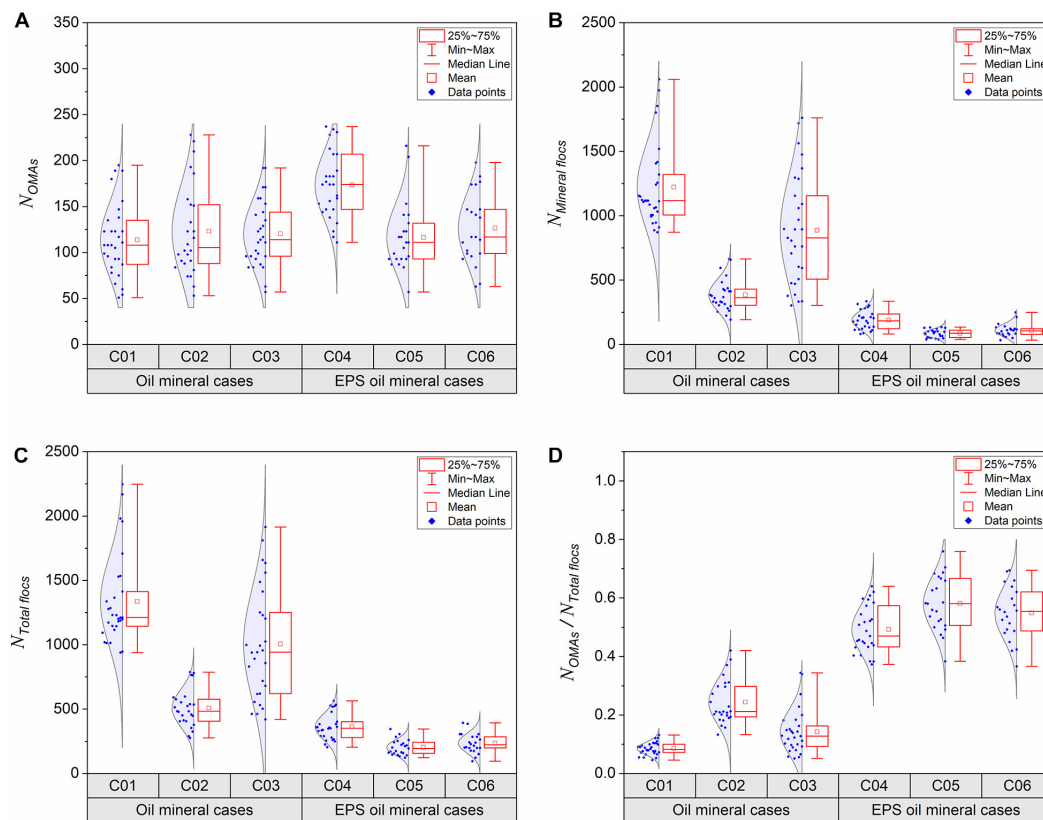 A
350
300
250
200
150
100
50
0
N_OMAs
25%~75%
Min~Max
Median Line
Mean
Data points
C01 C02 C03 C04 C05 C06
Oil mineral cases EPS oil mineral cases
B
2500
2000
1500
1000
500
0
N_Mineral flocs
25%~75%
Min~Max
Median Line
Mean
Data points
C01 C02 C03 C04 C05 C06
Oil mineral cases EPS oil mineral cases
C
2500
2000
1500
1000
500
0
N_Total flocs
25%~75%
Min~Max
Median Line
Mean
Data points
C01 C02 C03 C04 C05 C06
Oil mineral cases EPS oil mineral cases
D
1.0
0.8
0.6
0.4
0.2
0.0
N_OMAs / N_Total flocs
25%~75%
Min~Max
Median Line
Mean
Data points
C01 C02 C03 C04 C05 C06
Oil mineral cases EPS oil mineral cases